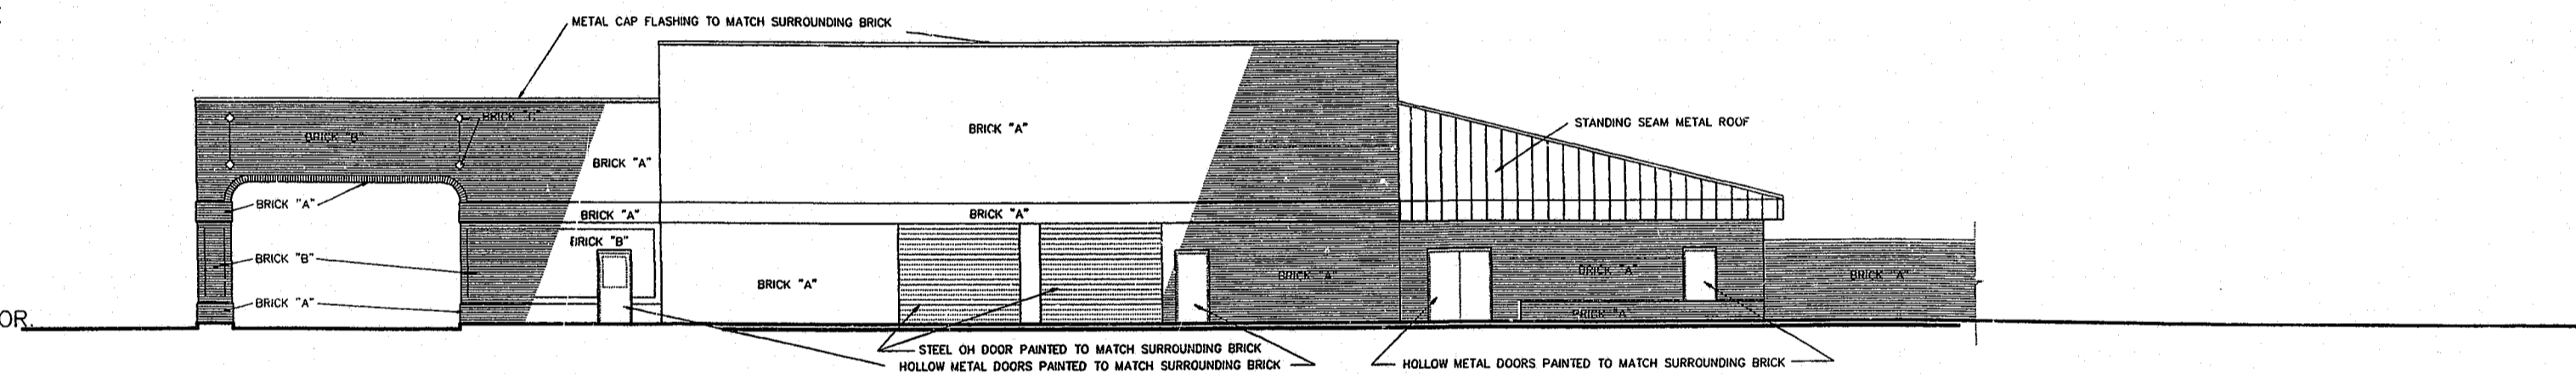 METAL CAP FLASHING TO MATCH SURROUNDING BRICK
BRICK "C"
BRICK "B"
BRICK "A"
STANDING SEAM METAL ROOF
BRICK "A"
BRICK "A"
BRICK "A"
BRICK "A"
BRICK "B"
BRICK "B"
BRICK "A"
BRICK "A"
BRICK "A"
BRICK "A"
BRICK "A"
BRICK "A"
OR.
STEEL OH DOOR PAINTED TO MATCH SURROUNDING BRICK
HOLLOW METAL DOORS PAINTED TO MATCH SURROUNDING BRICK
HOLLOW METAL DOORS PAINTED TO MATCH SURROUNDING BRICK